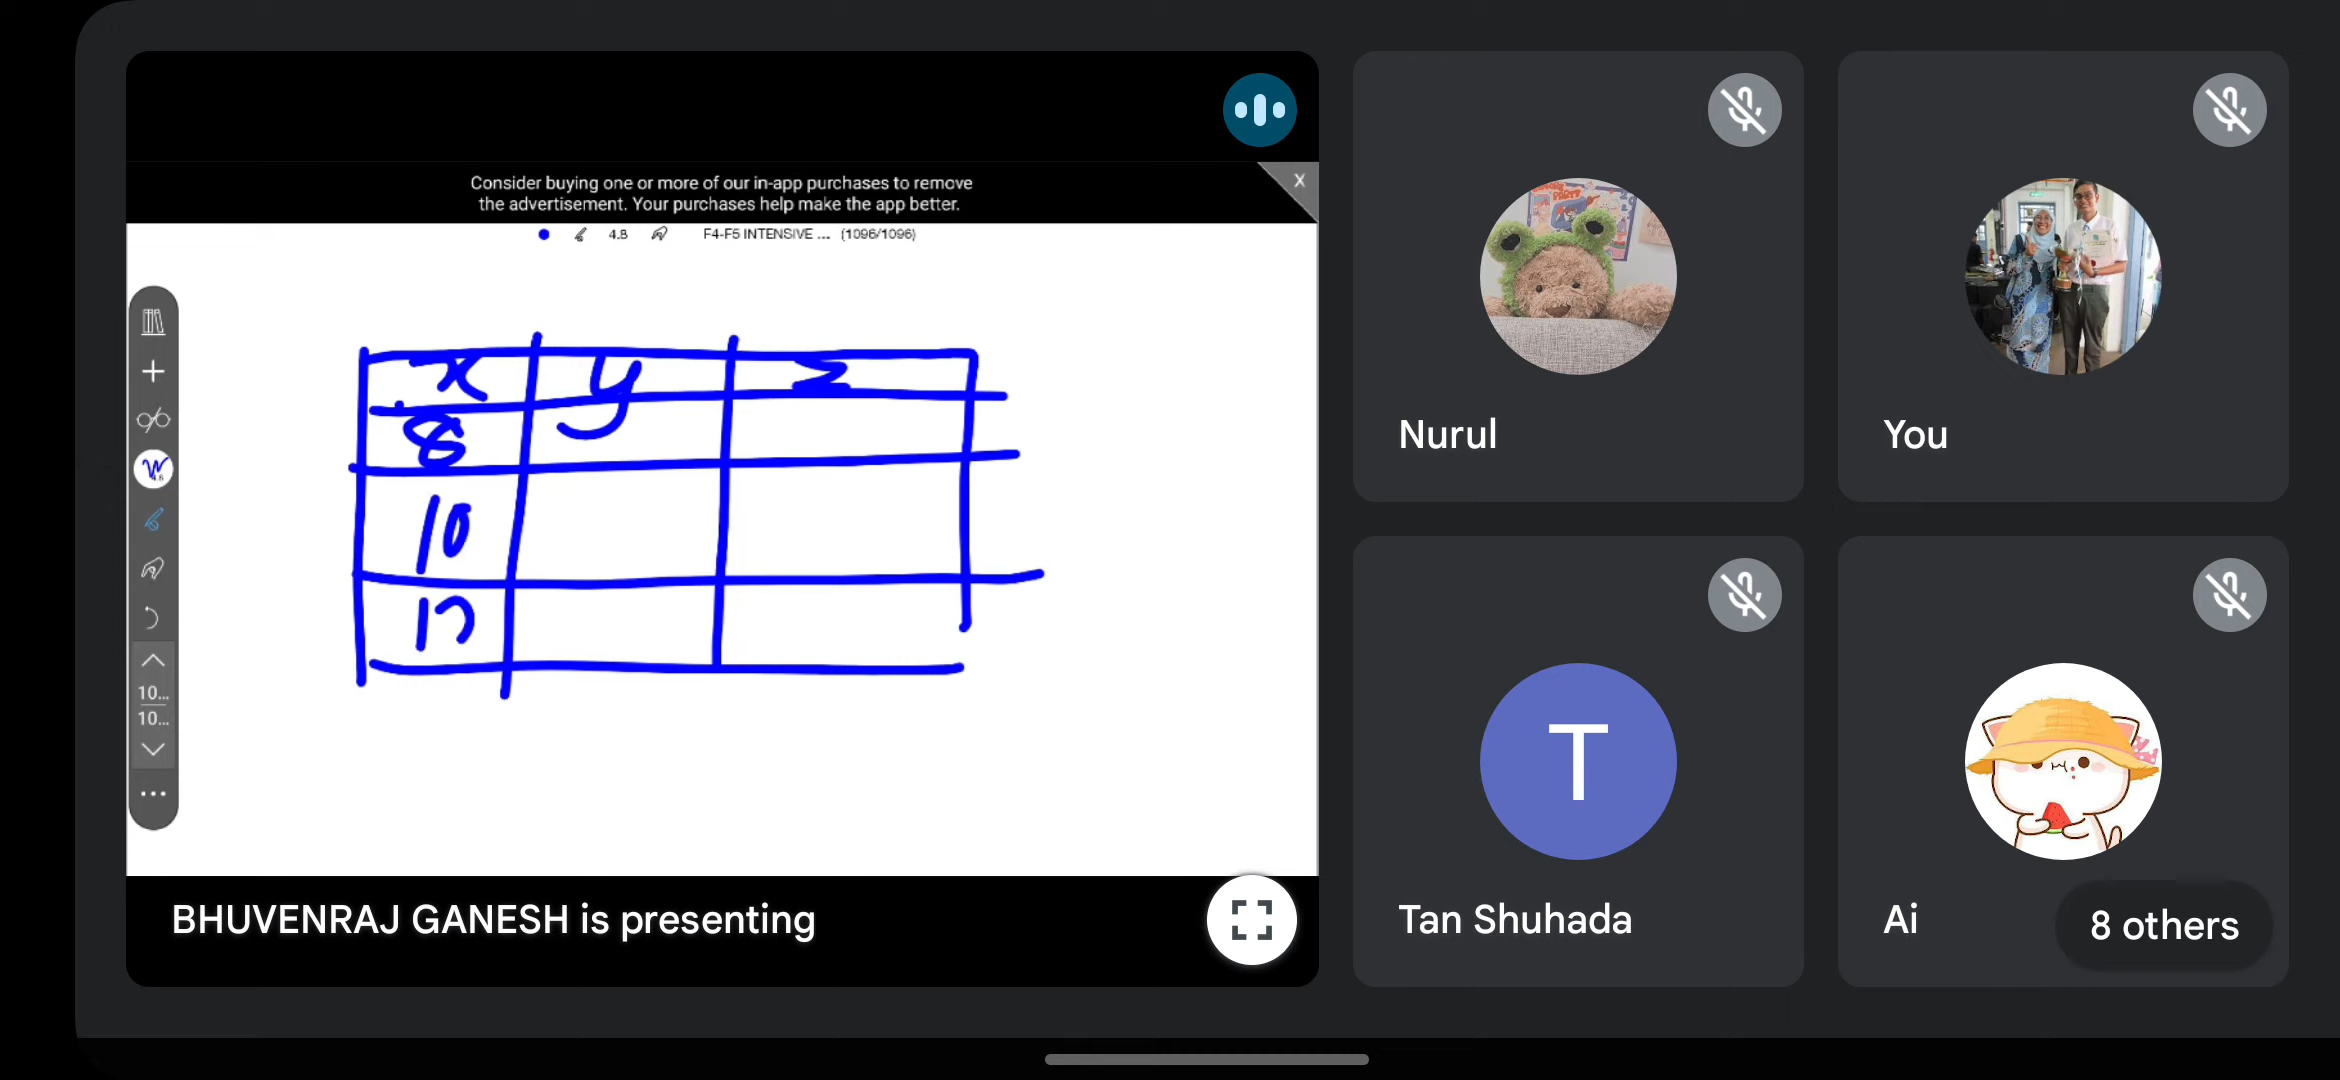 Consider buying one or more of our in-app purchases to remove
the advertisement. Your purchases help make the app better.
X
4.8 F4-F5 INTENSIVE ... (1096/1096)
x y z
8
10
W
4.8
10...
10...
Nurul
You
T
Tan Shuhada
Ai
8 others
BHUVENRAJ GANESH is presenting